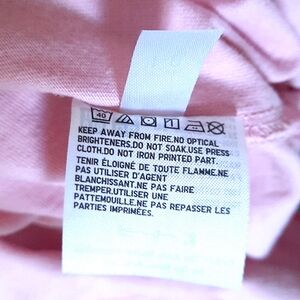 40
KEEP AWAY FROM FIRE.NO OPTICAL
BRIGHTENERS.DO NOT SOAK.USE PRESS
CLOTH.DO NOT IRON PRINTED PART.
TENIR ÉLOIGNÉ DE TOUTE FLAMME.NE
PAS UTILISER D'AGENT
BLANCHISSANT.NE PAS FAIRE
TREMPER.UTILISER UNE
PATTEMOUILLE.NE PAS REPASSER LES
PARTIES IMPRIMÉES.